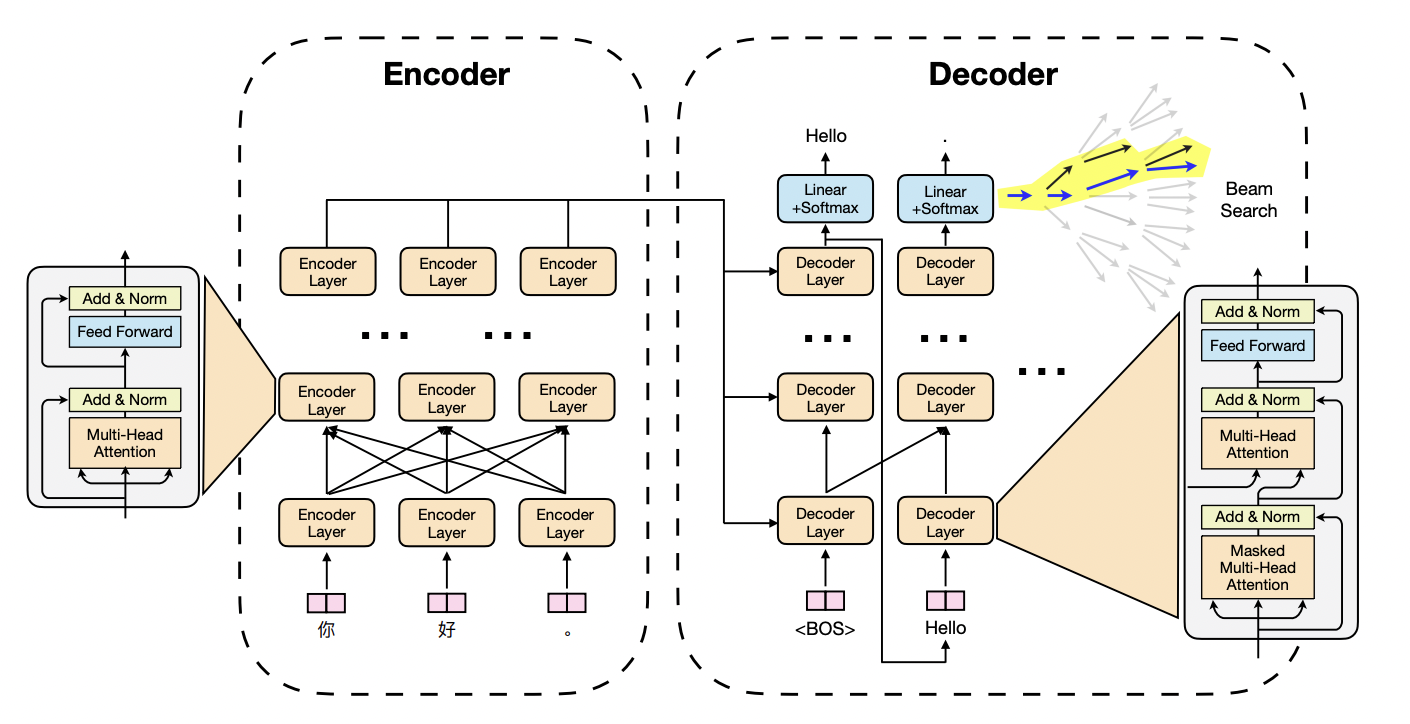 Encoder
Decoder
Hello
.
Linear
+Softmax
Linear
+Softmax
Beam
Search
Encoder
Layer
Encoder
Layer
Encoder
Layer
Decoder
Layer
Decoder
Layer
Add & Norm
Feed Forward
Add & Norm
Multi-Head
Attention
...
...
...
...
...
Encoder
Layer
Encoder
Layer
Encoder
Layer
Decoder
Layer
Decoder
Layer
Encoder
Layer
Encoder
Layer
Encoder
Layer
Decoder
Layer
Decoder
Layer
Add & Norm
Feed Forward
Add & Norm
Multi-Head
Attention
Add & Norm
Masked
Multi-Head
Attention
你
好
。
<BOS>
Hello